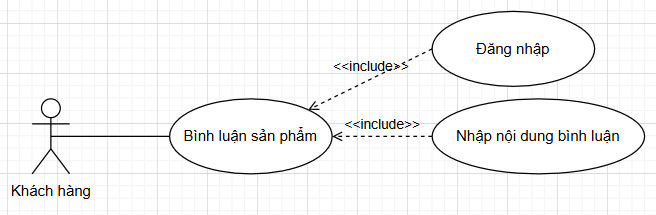 Đăng nhập
<<include>>
<<include>>
Bình luận sản phẩm
Nhập nội dung bình luận
Khách hàng